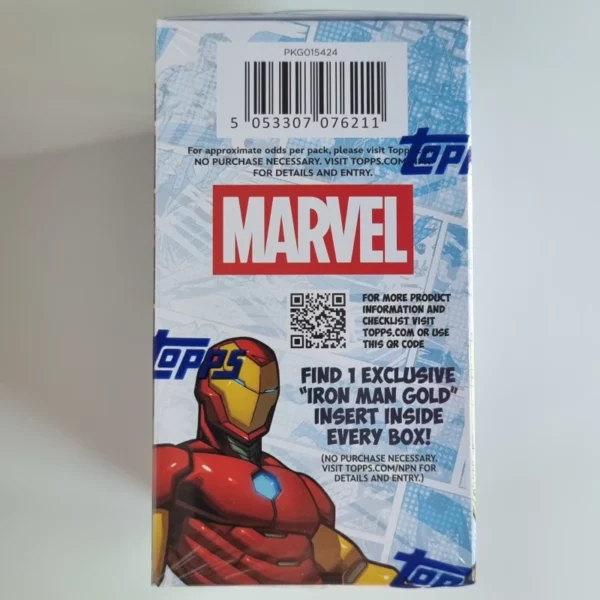 PKG015424
5 053307 076211
For approximate odds per pack, please visit Topps
NO PURCHASE NECESSARY. VISIT TOPPS.COM/NPN
FOR DETAILS AND ENTRY.
TOPP
MARVEL
FOR MORE PRODUCT
INFORMATION AND
CHECKLIST VISIT
TOPPS.COM OR USE
THIS QR CODE
TOPPS
FIND 1 EXCLUSIVE
"IRON MAN GOLD"
INSERT INSIDE
EVERY BOX!
(NO PURCHASE NECESSARY.
VISIT TOPPS.COM/NPN FOR
DETAILS AND ENTRY.)
TOPP